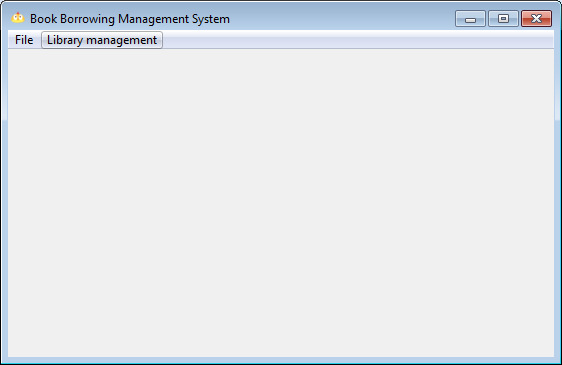 Book Borrowing Management System
File Library management